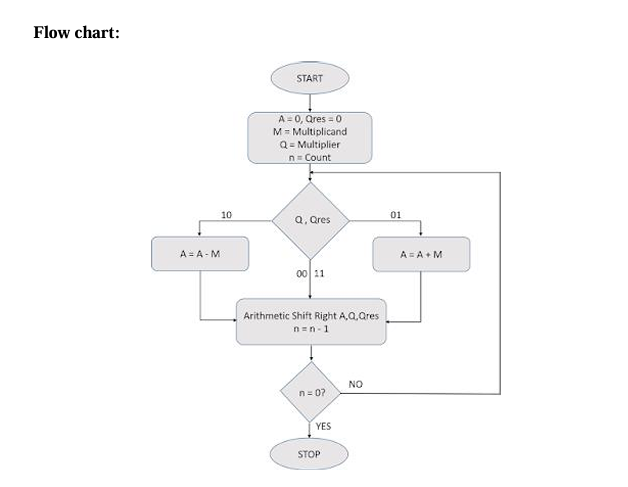 Flow chart:
START
A = 0, Qres = 0
M = Multiplicand
Q = Multiplier
n = Count
10
Q , Qres
01
A = A - M
A = A + M
00 11
Arithmetic Shift Right A,Q,Qres
n = n - 1
n = 0?
NO
YES
STOP